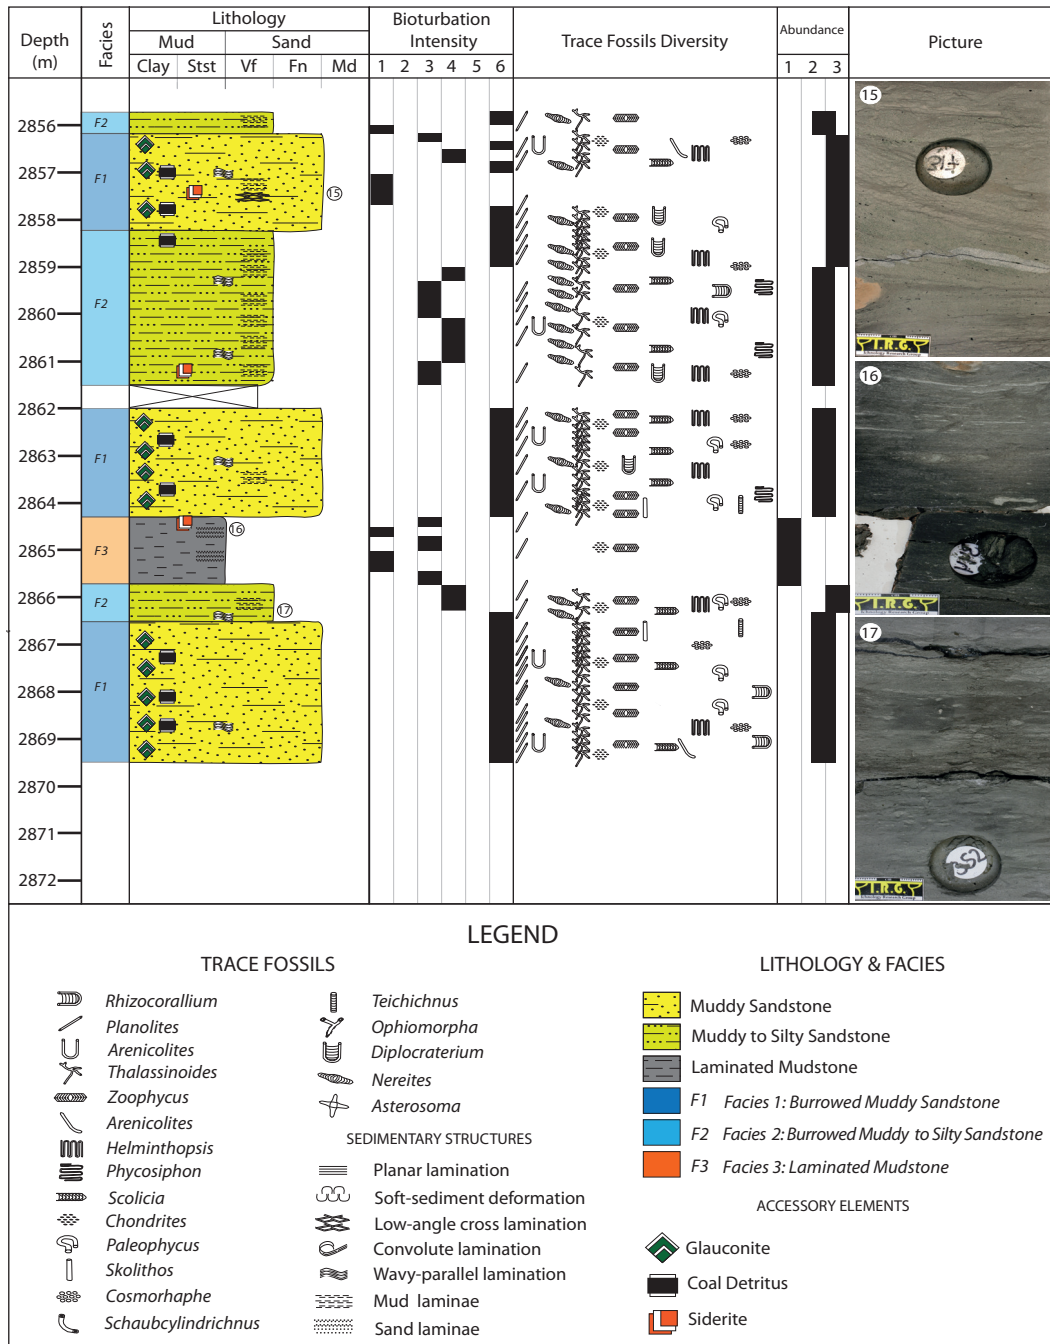 Depth
(m)
Facies
Lithology
Mud
Sand
Clay
Stst
Vf
Fn
Md
Bioturbation
Intensity
1 2 3 4 5 6
Trace Fossils Diversity
Abundance
1 2 3
Picture
2856
2857
2858
2859
2860
2861
2862
2863
2864
2865
2866
2867
2868
2869
2870
2871
2872
F2
F1
F2
F1
F3
F2
F1
15
16
17
15
I.R.G.
16
I.R.G.
17
552
I.R.G.
LEGEND
TRACE FOSSILS
Rhizocorallium
Planolites
Arenicolites
Thalassinoides
Zoophycus
Arenicolites
Helminthopsis
Phycosiphon
Scolicia
Chondrites
Paleophycus
Skolithos
Cosmorhaphe
Schaubcylindrichnus
Teichichnus
Ophiomorpha
Diplocraterium
Nereites
Asterosoma
SEDIMENTARY STRUCTURES
Planar lamination
Soft-sediment deformation
Low-angle cross lamination
Convolute lamination
Wavy-parallel lamination
Mud laminae
Sand laminae
LITHOLOGY & FACIES
Muddy Sandstone
Muddy to Silty Sandstone
Laminated Mudstone
F1 Facies 1: Burrowed Muddy Sandstone
F2 Facies 2: Burrowed Muddy to Silty Sandstone
F3 Facies 3: Laminated Mudstone
ACCESSORY ELEMENTS
Glauconite
Coal Detritus
Siderite